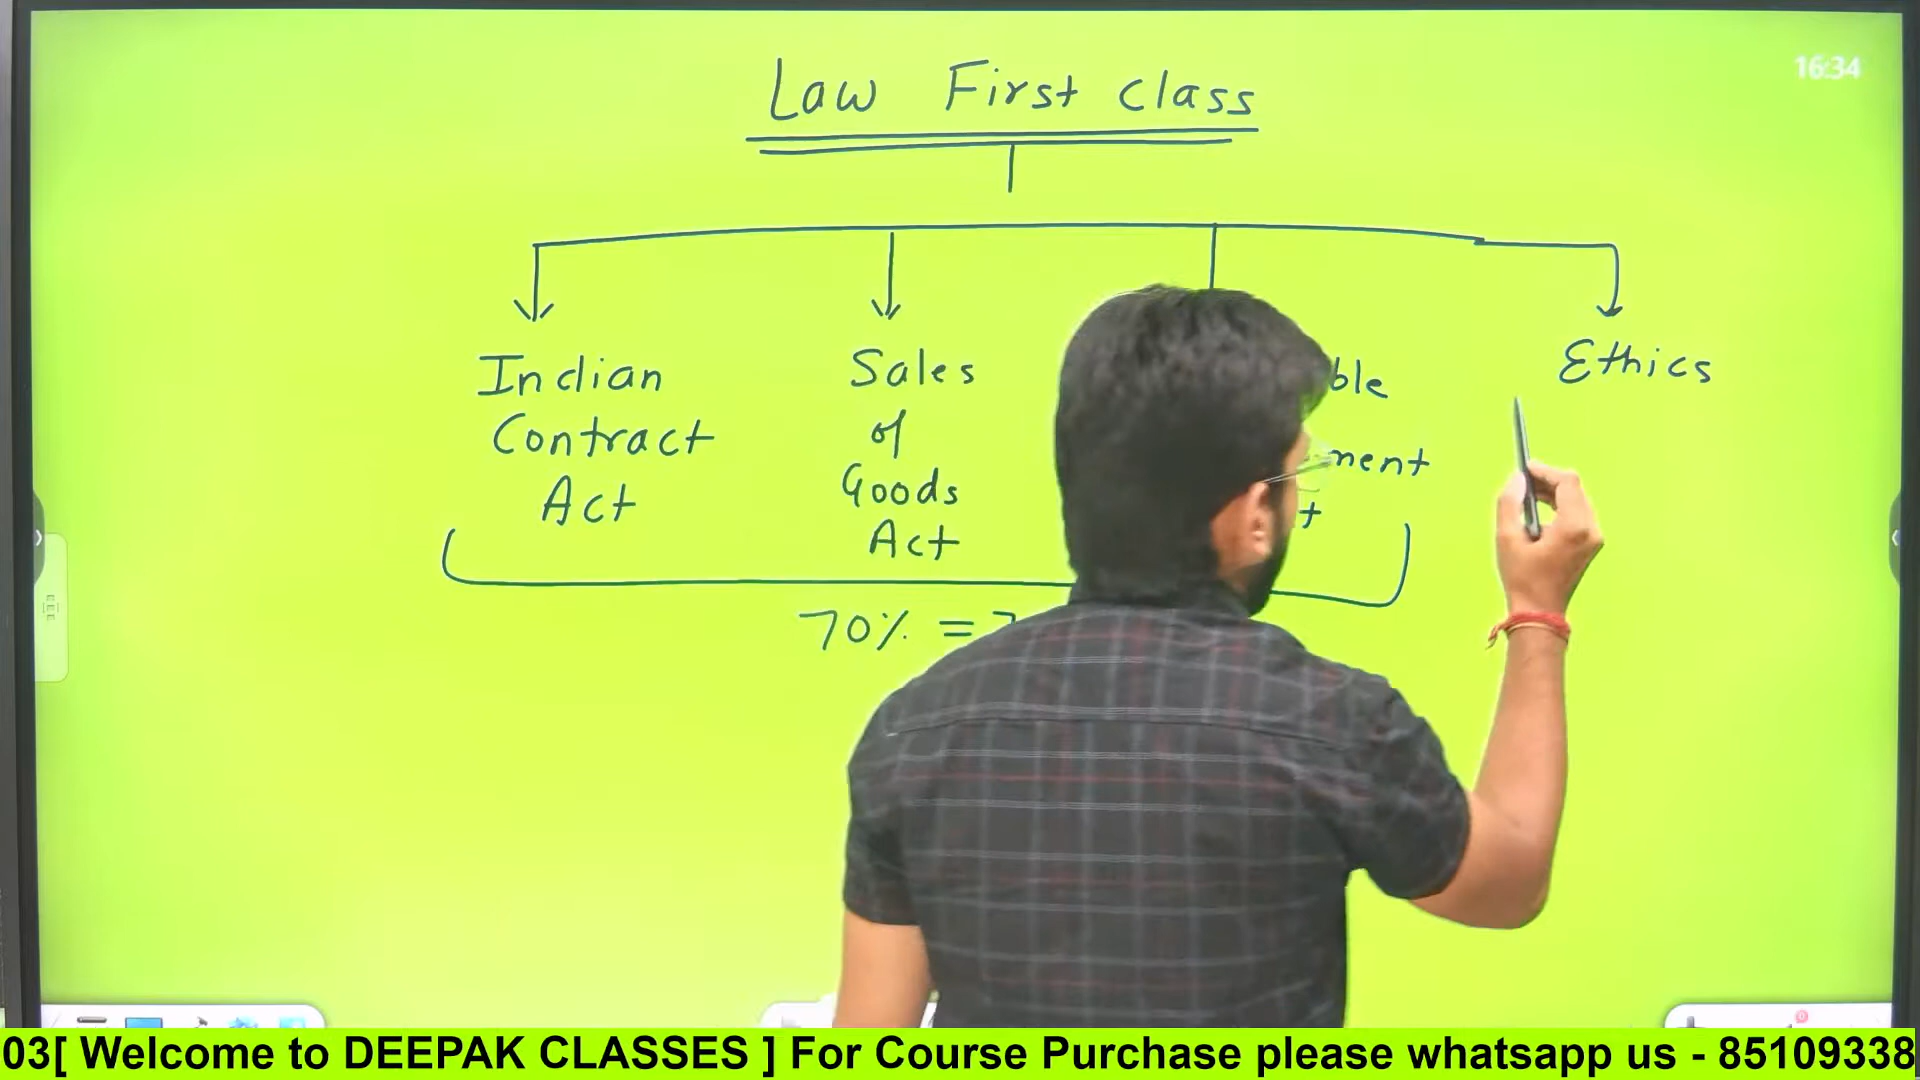 16:34
Law First class
Indian
Contract
Act
Sales
of
Goods
Act
ble
ment
t
Ethics
70% =
03[ Welcome to DEEPAK CLASSES ] For Course Purchase please whatsapp us - 85109338